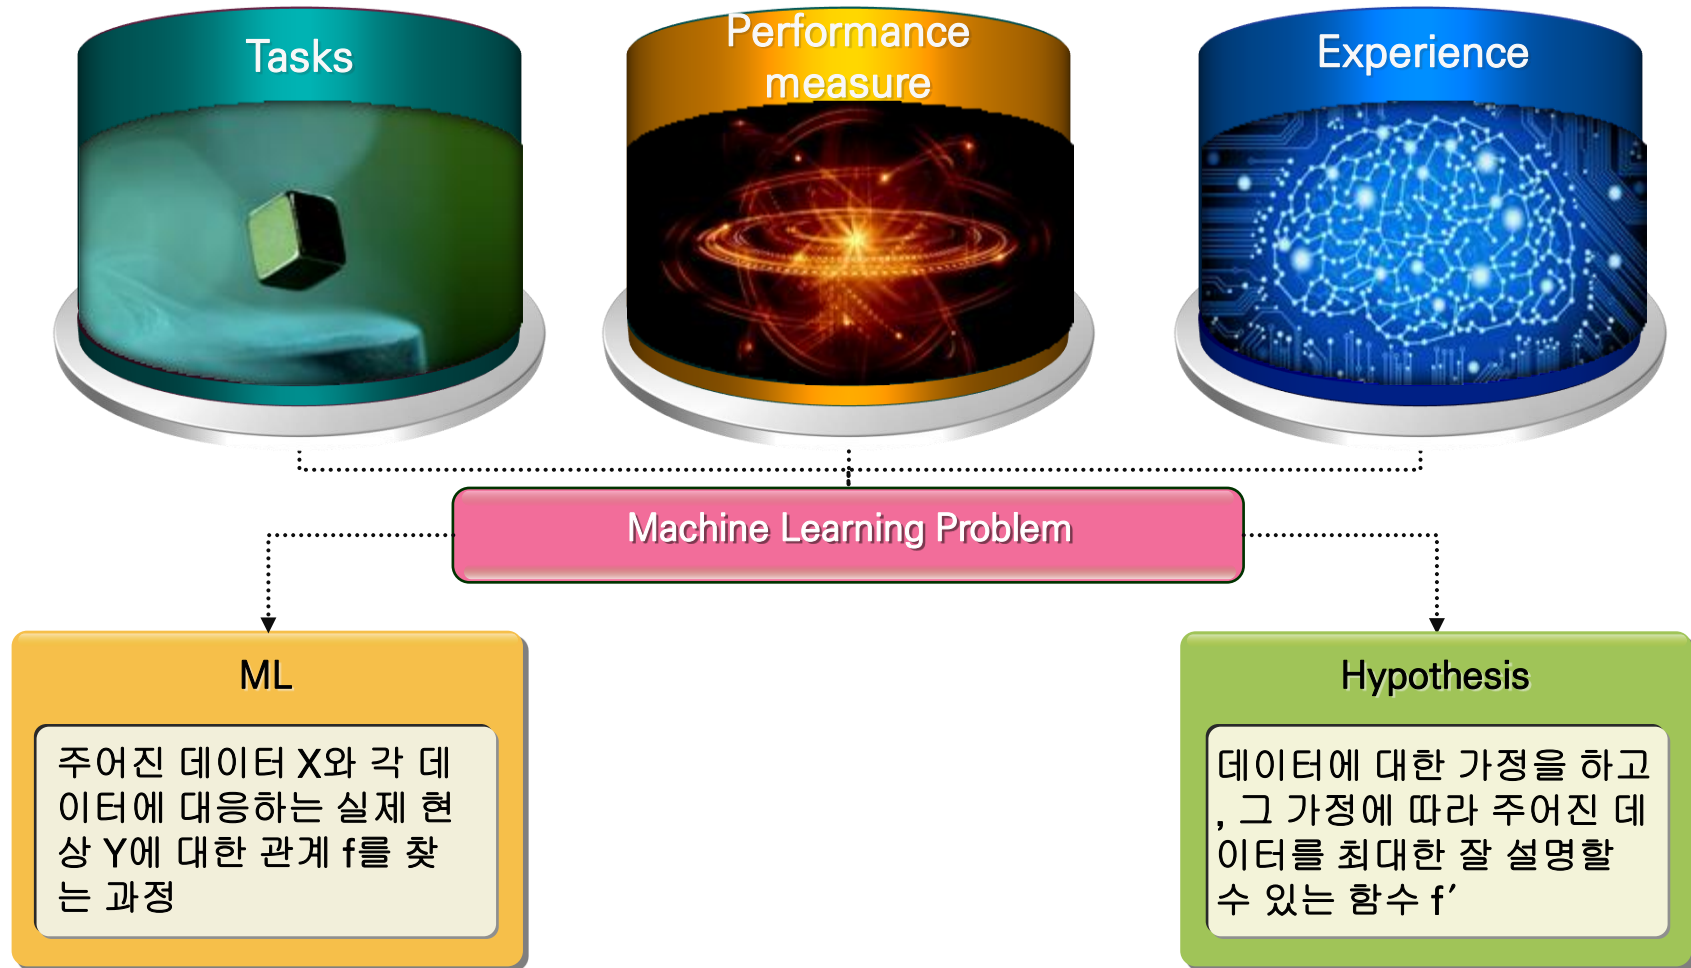 Tasks
Performance
measure
Experience
Machine Learning Problem
ML
주어진 데이터 X와 각 데
이터에 대응하는 실제 현
상 Y에 대한 관계 f를 찾
는 과정
Hypothesis
데이터에 대한 가정을 하고
, 그 가정에 따라 주어진 데
이터를 최대한 잘 설명할
수 있는 함수 f′